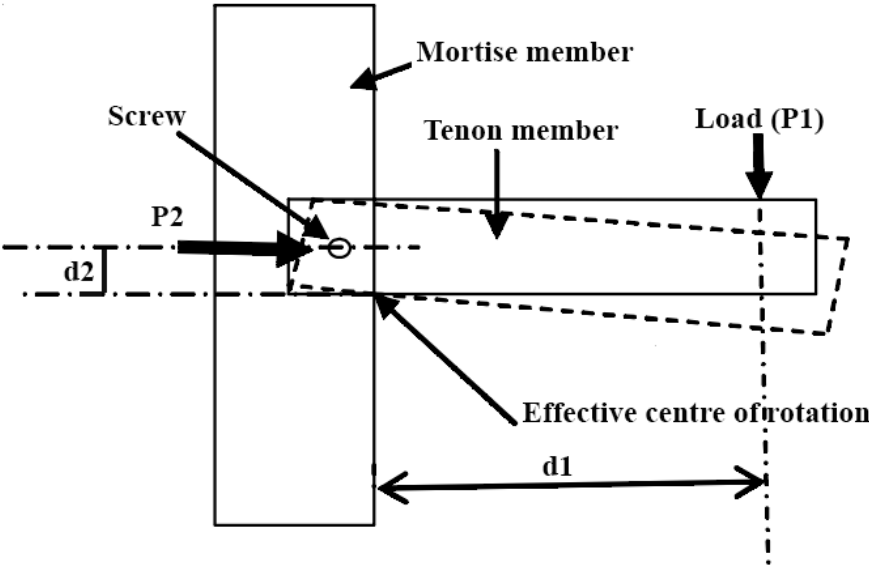 Mortise member
Screw
Tenon member
Load (P1)
P2
d2
Effective centre of rotation
d1